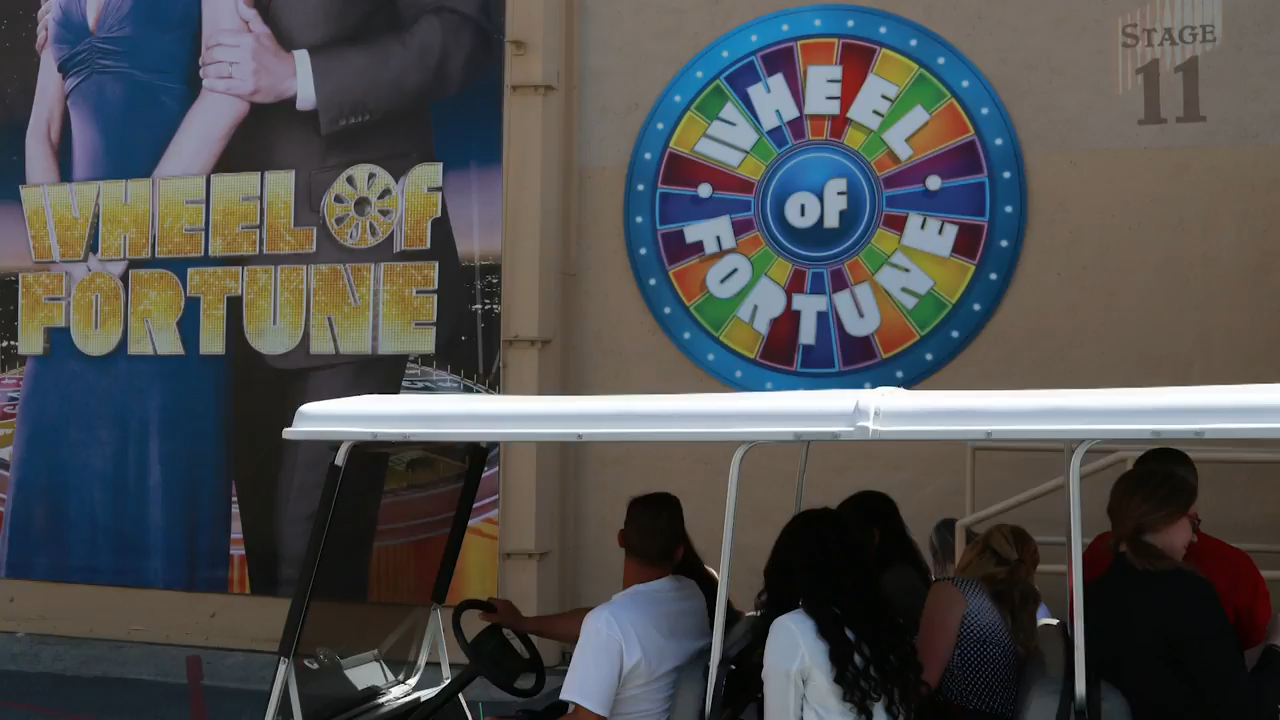 WHEEL OF
FORTUNE
WHEEL
OF
FORTUNE
STAGE
11